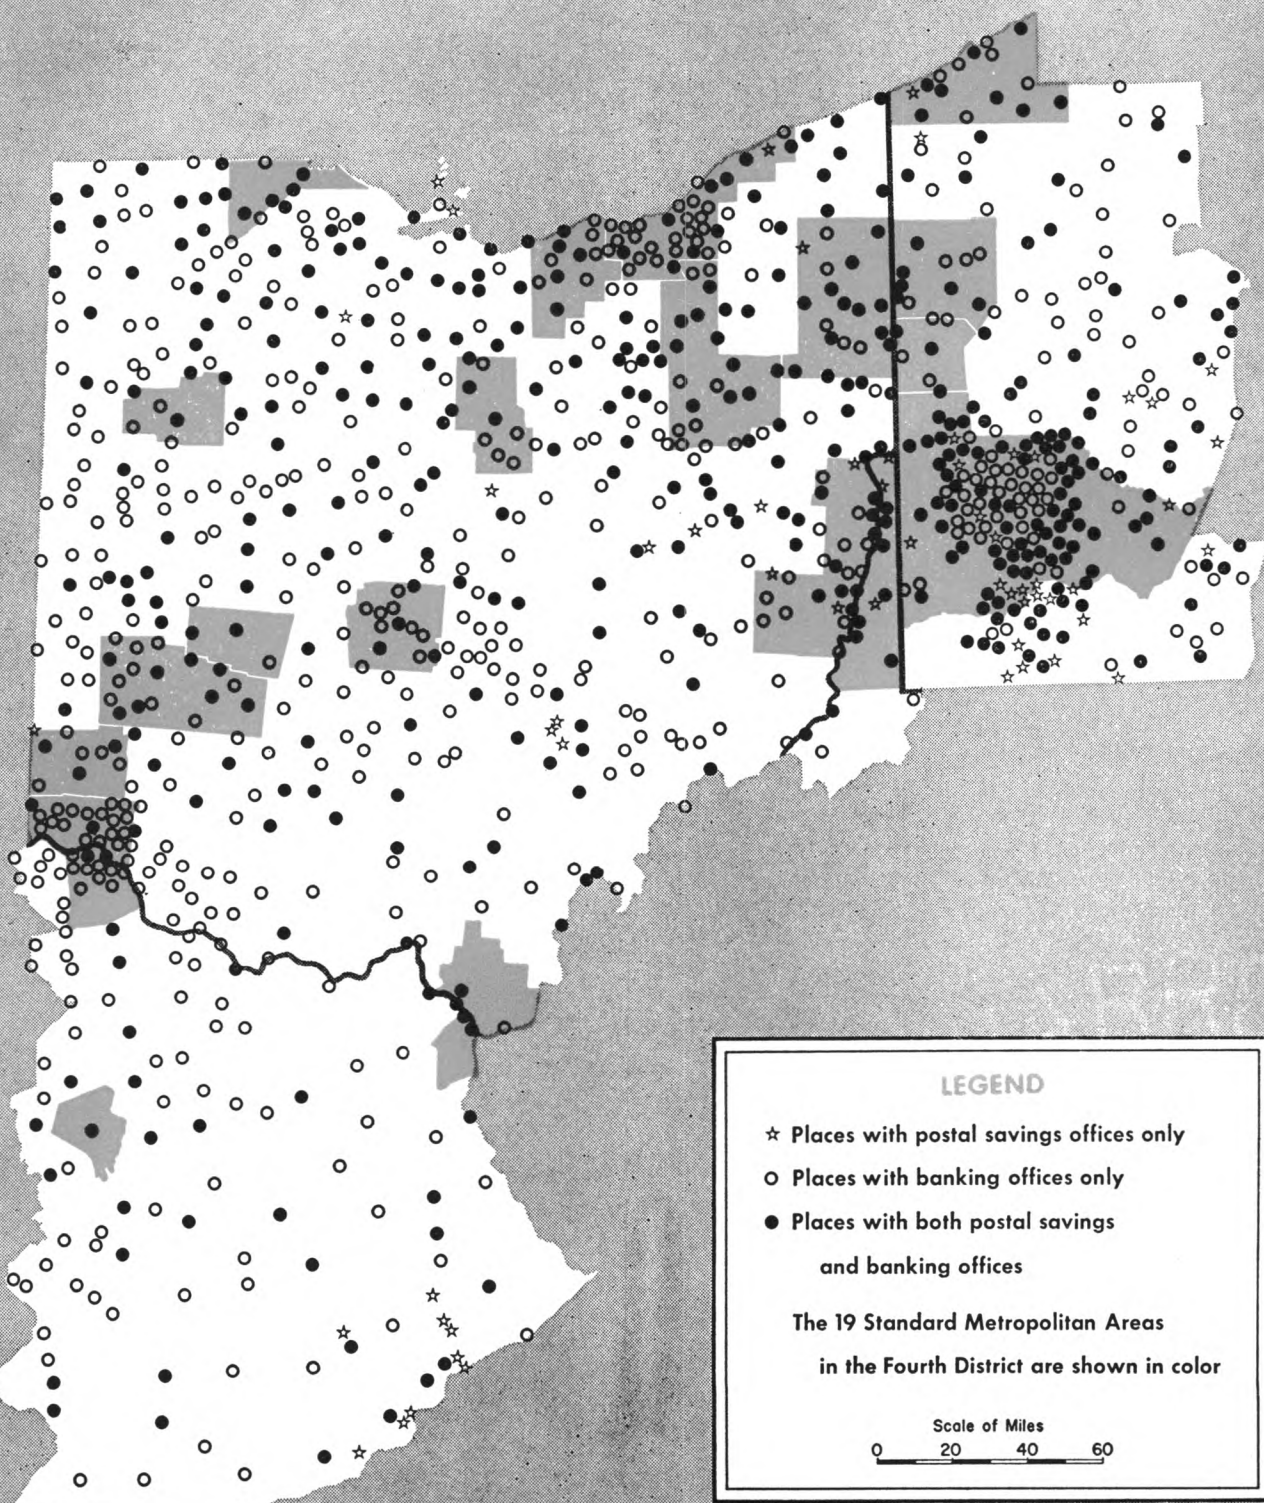 LEGEND
Places with postal savings offices only
Places with banking offices only
Places with both postal savings
and banking offices
The 19 Standard Metropolitan Areas
in the Fourth District are shown in color
Scale of Miles
0 20 40 60